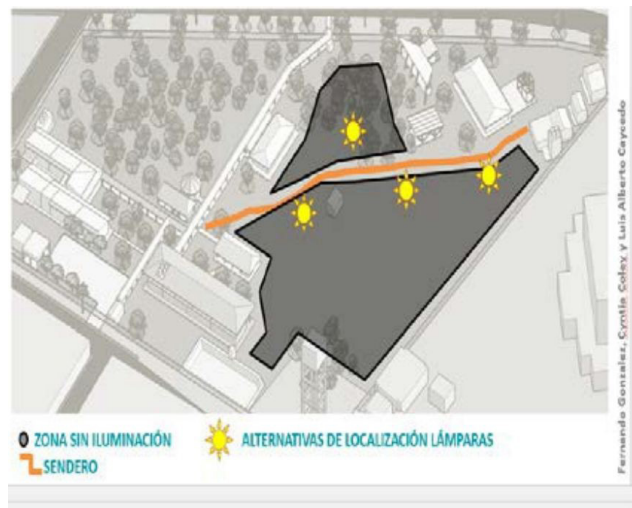 ZONA SIN ILUMINACIÓN
ALTERNATIVAS DE LOCALIZACIÓN LÁMPARAS
SENDERO
Fernando Gonzalez, Cyntia Coley y Luis Alberto Caycedo